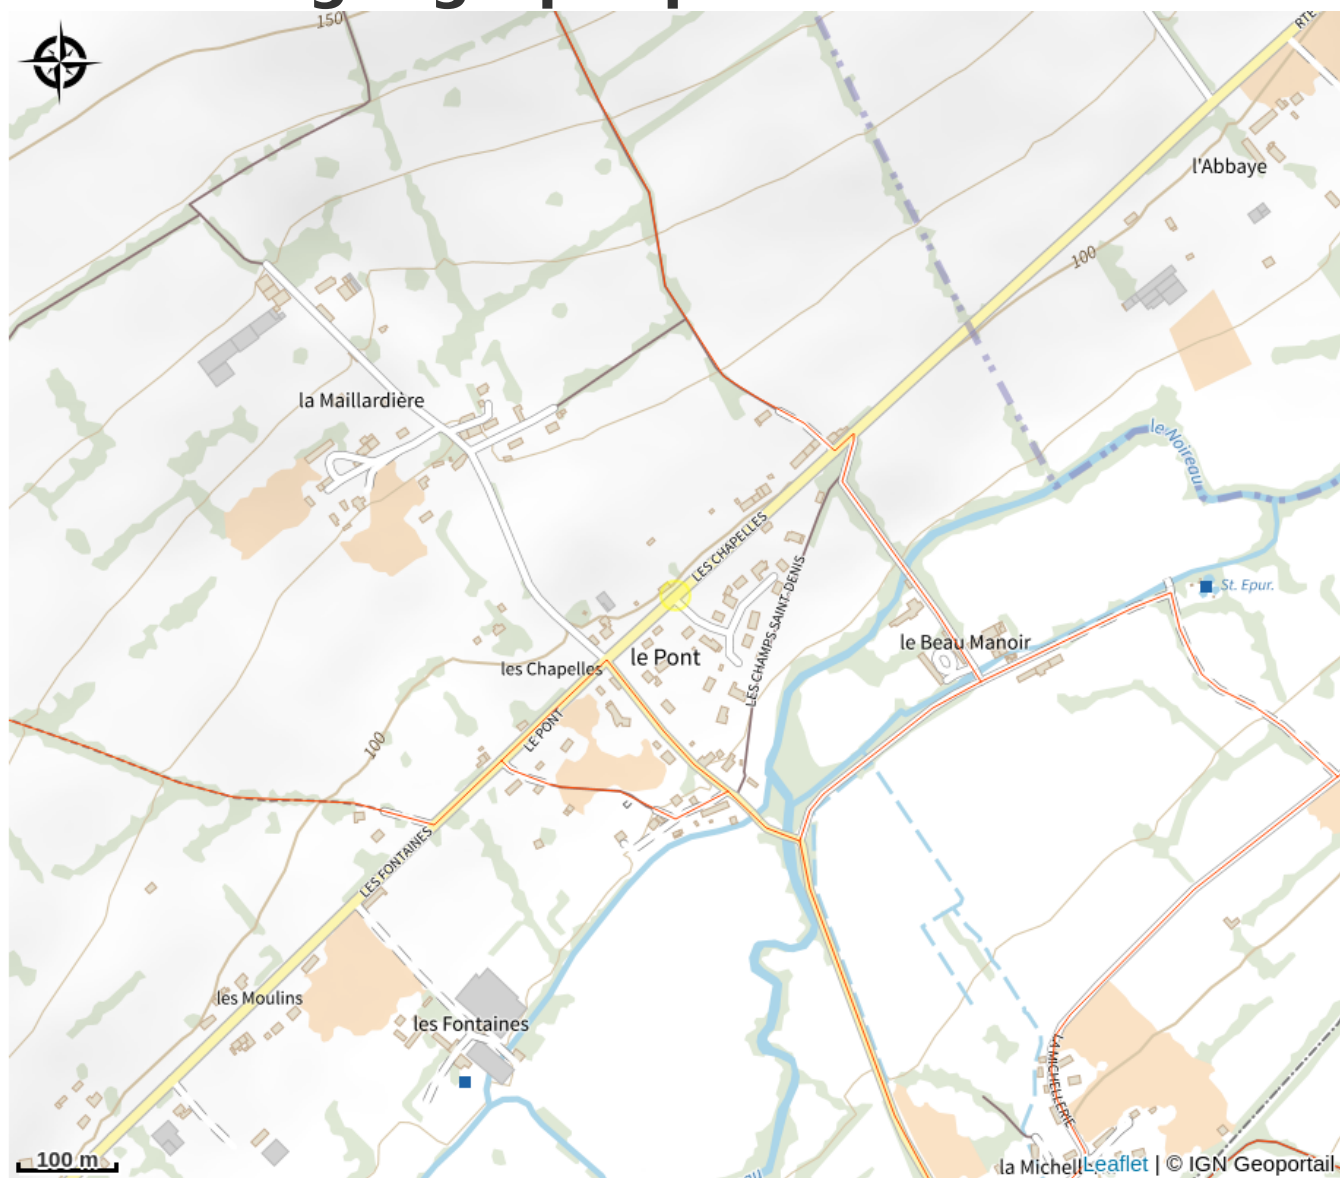 150
RTE
l'Abbaye
100
la Maillardière
le Noireau
LES CHAPELLES
St. Epur.
LES CHAMPS SAINT-DENIS
le Beau Manoir
le Pont
les Chapelles
LE PONT
100
LES FONTAINES
les Moulins
les Fontaines
LA MICHELLERIE
100 m
la Michell
Leaflet | © IGN Geoportail